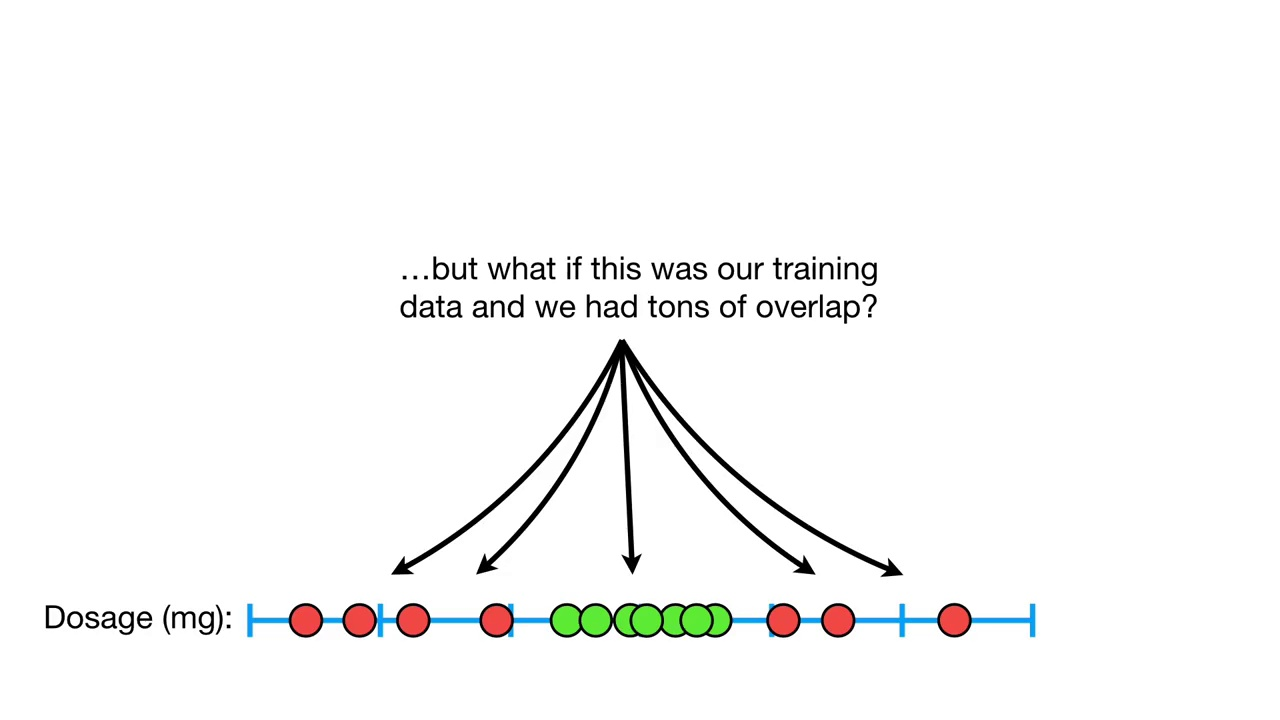 …but what if this was our training
data and we had tons of overlap?
Dosage (mg):